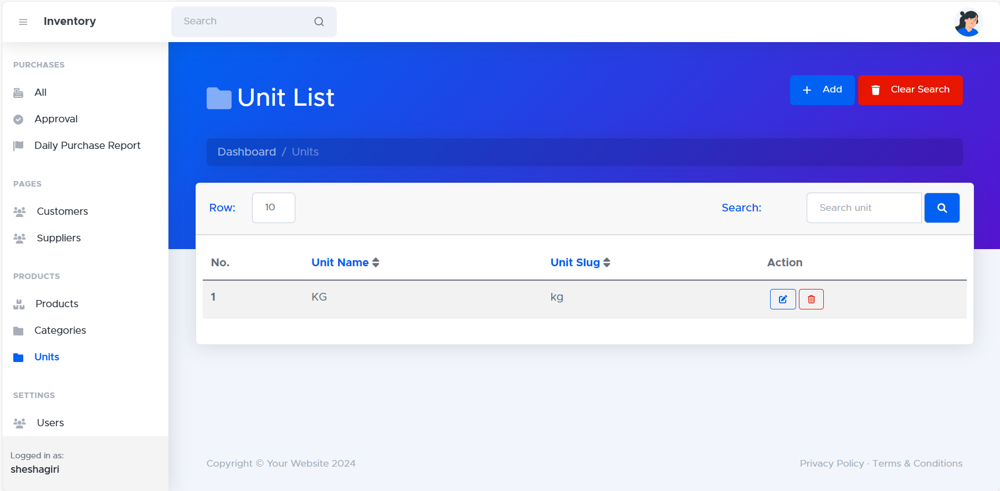 Inventory
Search
PURCHASES
All
Approval
Daily Purchase Report
PAGES
Customers
Suppliers
PRODUCTS
Products
Categories
Units
SETTINGS
Users
Logged in as:
sheshagiri
Unit List
Add
Clear Search
Dashboard / Units
Row: 10
Search: Search unit
No. Unit Name Unit Slug Action
1 KG kg
Copyright © Your Website 2024
Privacy Policy · Terms & Conditions